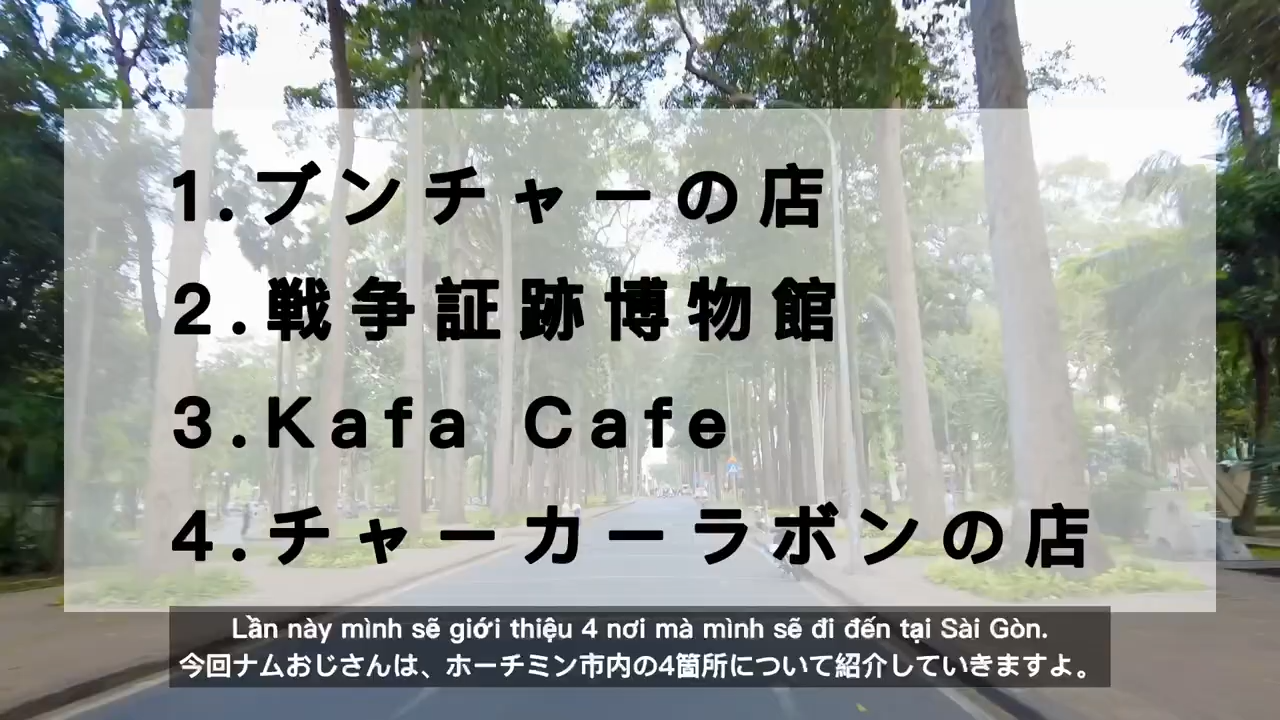 1.ブンチャーの店
2.戦争証跡博物館
3.Kafa Cafe
4.チャーカーラボンの店
Lần này mình sẽ giới thiệu 4 nơi mà mình sẽ đi đến tại Sài Gòn.
今回ナムおじさんは、ホーチミン市内の4箇所について紹介していきますよ。